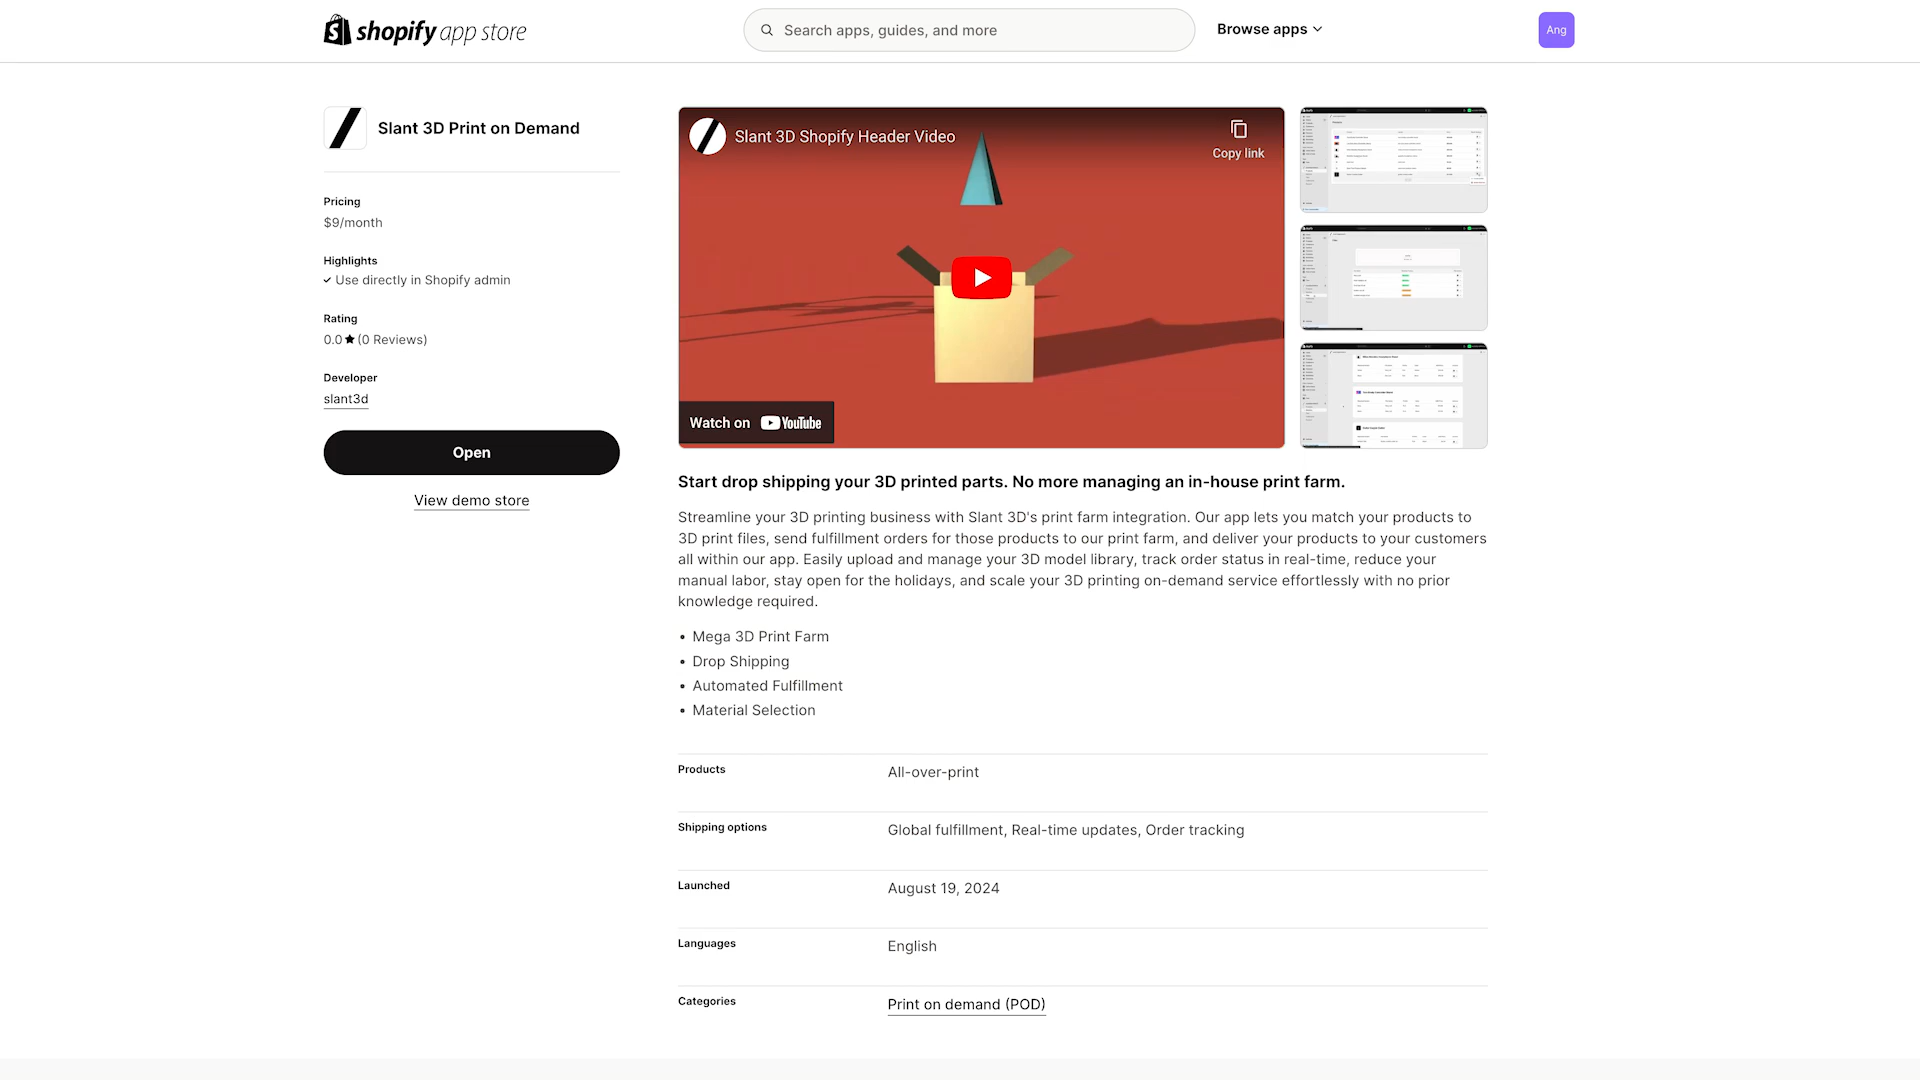 shopify app store
Search apps, guides, and more
Browse apps
Ang
Slant 3D Print on Demand
Pricing
$9/month
Highlights
Use directly in Shopify admin
Rating
0.0 ★ (0 Reviews)
Developer
slant3d
Open
View demo store
Slant 3D Shopify Header Video
Copy link
Watch on YouTube
Start drop shipping your 3D printed parts. No more managing an in-house print farm.
Streamline your 3D printing business with Slant 3D's print farm integration. Our app lets you match your products to
3D print files, send fulfillment orders for those products to our print farm, and deliver your products to your customers
all within our app. Easily upload and manage your 3D model library, track order status in real-time, reduce your
manual labor, stay open for the holidays, and scale your 3D printing on-demand service effortlessly with no prior
knowledge required.
• Mega 3D Print Farm
• Drop Shipping
• Automated Fulfillment
• Material Selection
Products
All-over-print
Shipping options
Global fulfillment, Real-time updates, Order tracking
Launched
August 19, 2024
Languages
English
Categories
Print on demand (POD)